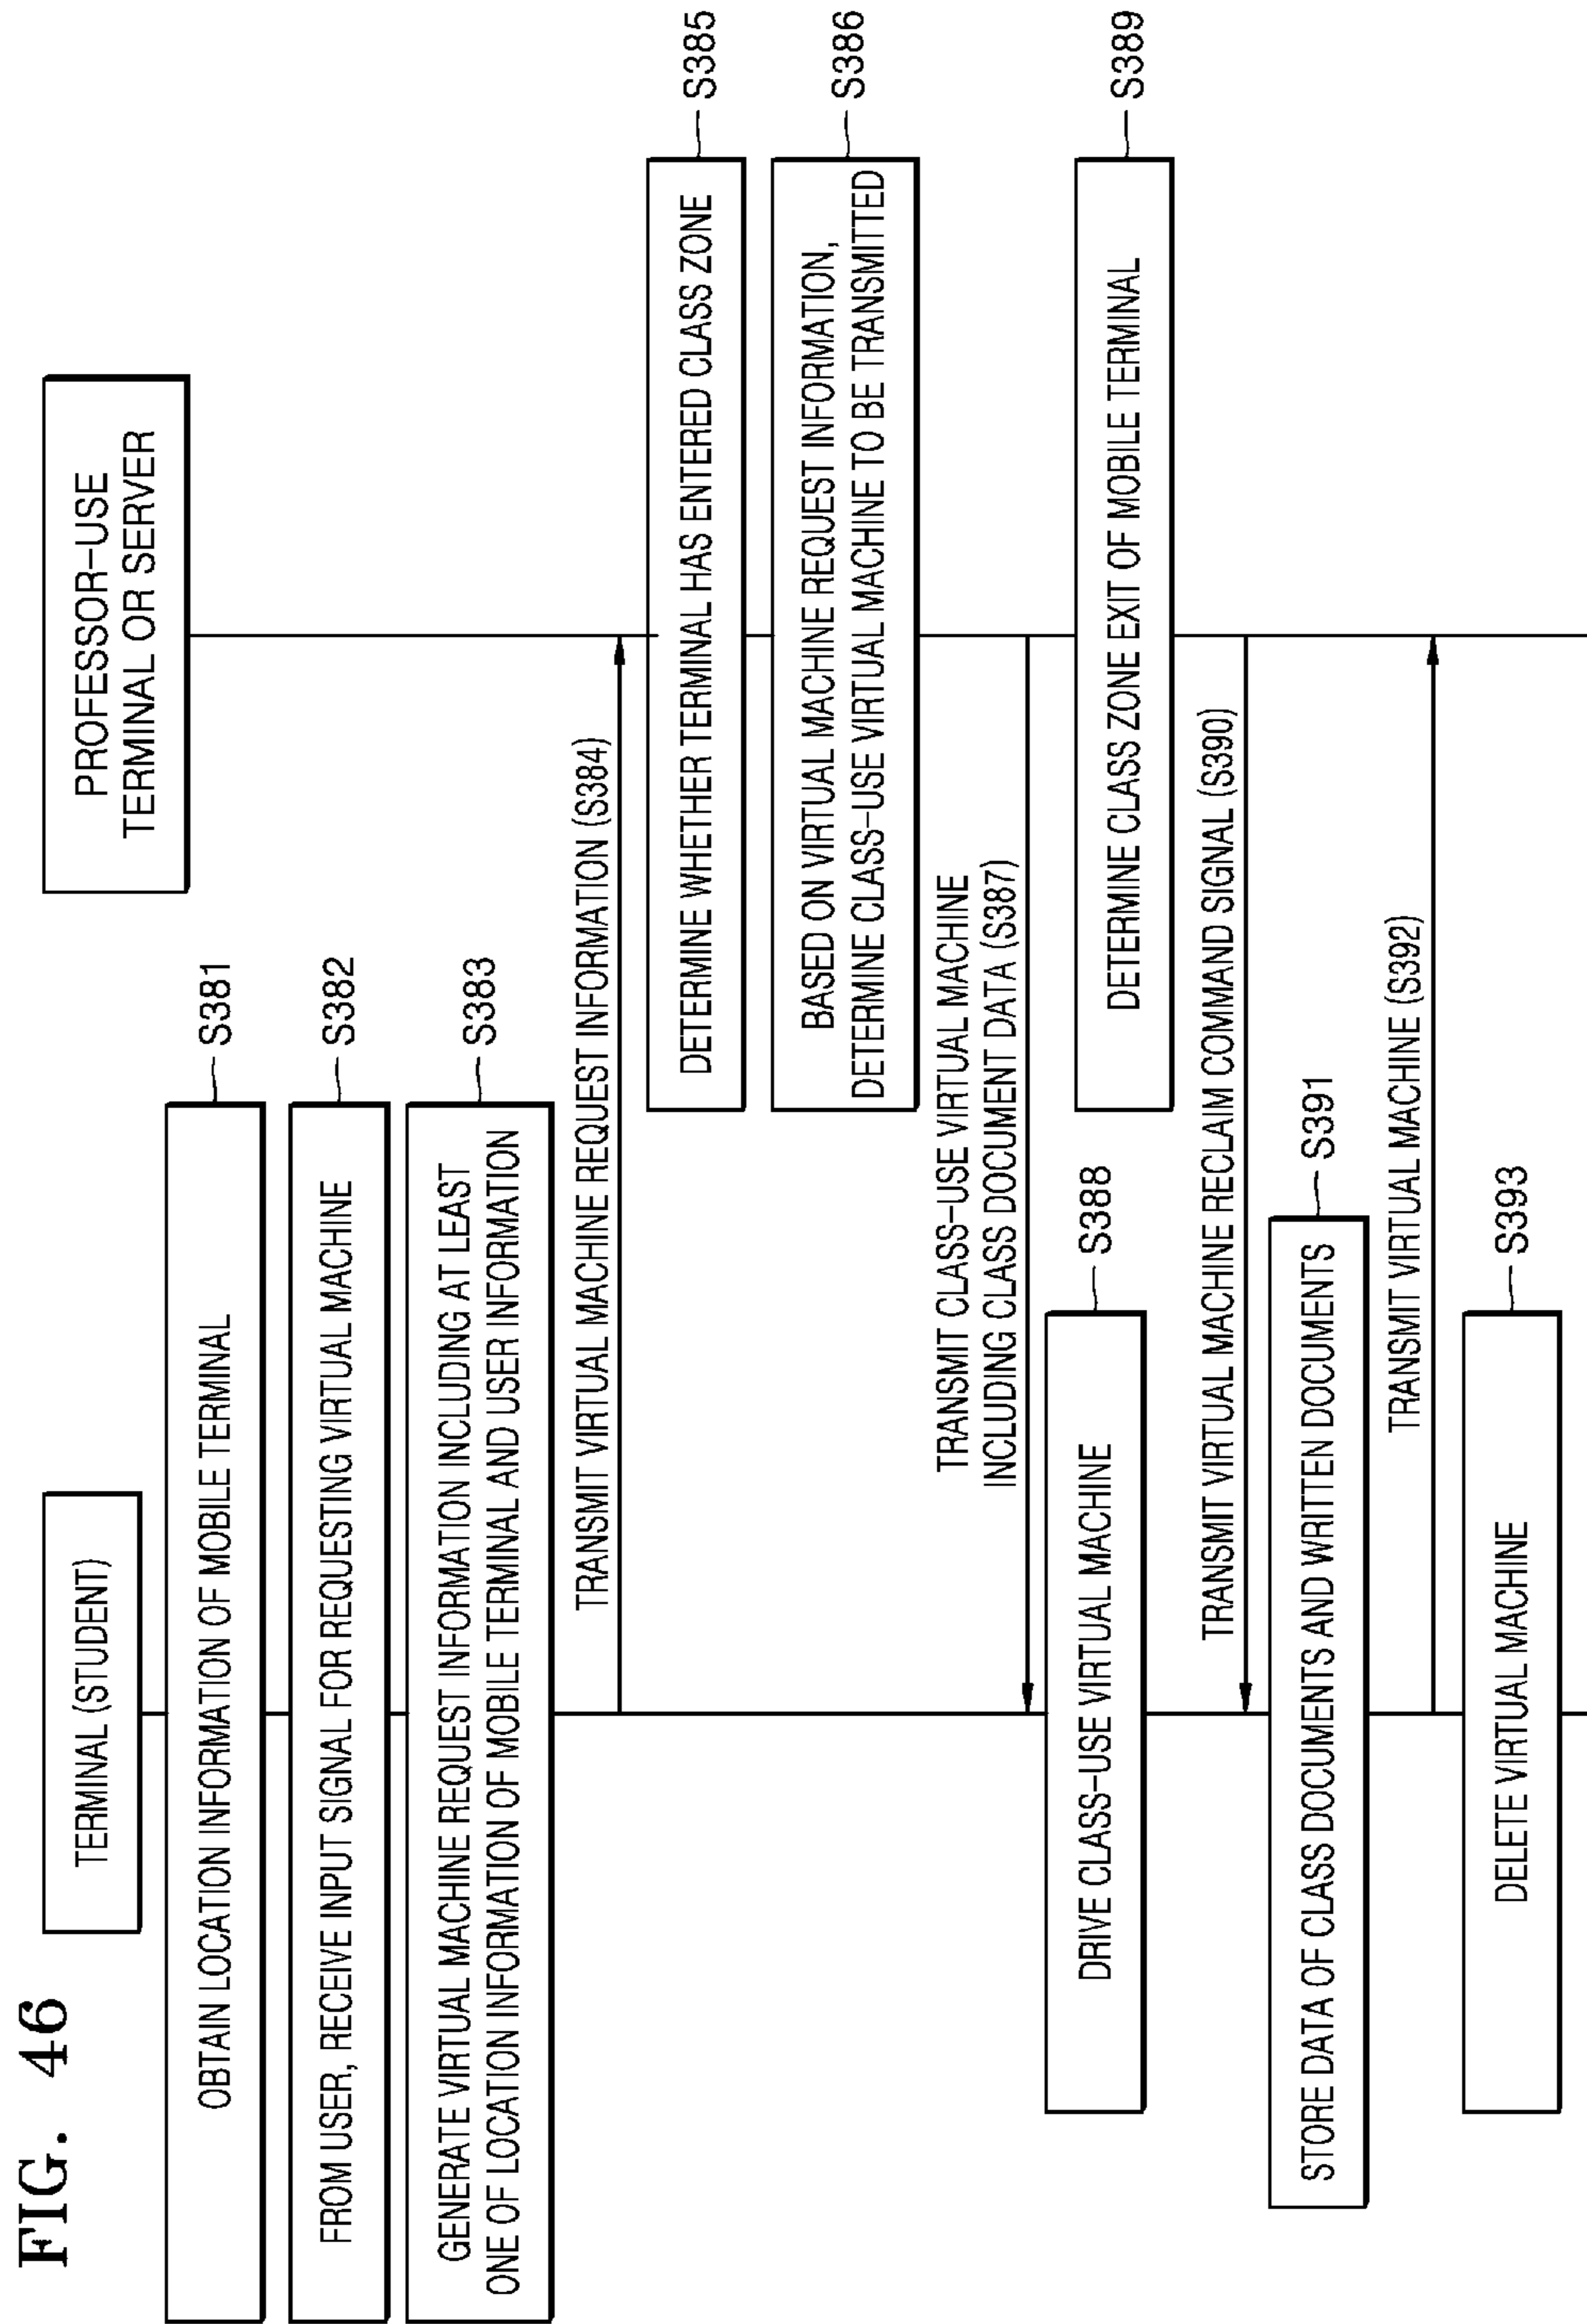 FIG. 46
TERMINAL (STUDENT)
PROFESSOR-USE
TERMINAL OR SERVER
OBTAIN LOCATION INFORMATION OF MOBILE TERMINAL
S381
FROM USER, RECEIVE INPUT SIGNAL FOR REQUESTING VIRTUAL MACHINE
S382
GENERATE VIRTUAL MACHINE REQUEST INFORMATION INCLUDING AT LEAST
ONE OF LOCATION INFORMATION OF MOBILE TERMINAL AND USER INFORMATION
S383
TRANSMIT VIRTUAL MACHINE REQUEST INFORMATION (S384)
DETERMINE WHETHER TERMINAL HAS ENTERED CLASS ZONE
S385
BASED ON VIRTUAL MACHINE REQUEST INFORMATION,
DETERMINE CLASS-USE VIRTUAL MACHINE TO BE TRANSMITTED
S386
TRANSMIT CLASS-USE VIRTUAL MACHINE
INCLUDING CLASS DOCUMENT DATA (S387)
DRIVE CLASS-USE VIRTUAL MACHINE
S388
DETERMINE CLASS ZONE EXIT OF MOBILE TERMINAL
S389
TRANSMIT VIRTUAL MACHINE RECLAIM COMMAND SIGNAL (S390)
STORE DATA OF CLASS DOCUMENTS AND WRITTEN DOCUMENTS
S391
TRANSMIT VIRTUAL MACHINE (S392)
DELETE VIRTUAL MACHINE
S393